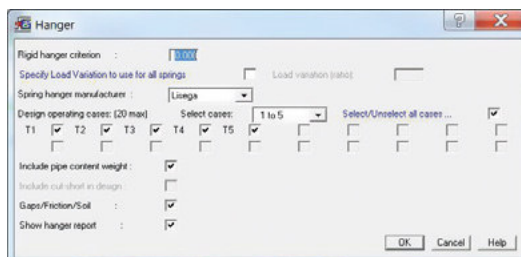 Hanger
Rigid hanger criterion :
Specify Load Variation to use for all springs Load variation (ratio):
Spring hanger manufacturer : Lisega
Design operating cases: (20 max) Select cases: 1 to 5 Select/Unselect all cases ...
T1 T2 T3 T4 T5
Include pipe content weight :
Include cut-short in design :
Gaps/Friction/Soil :
Show hanger report :
OK Cancel Help